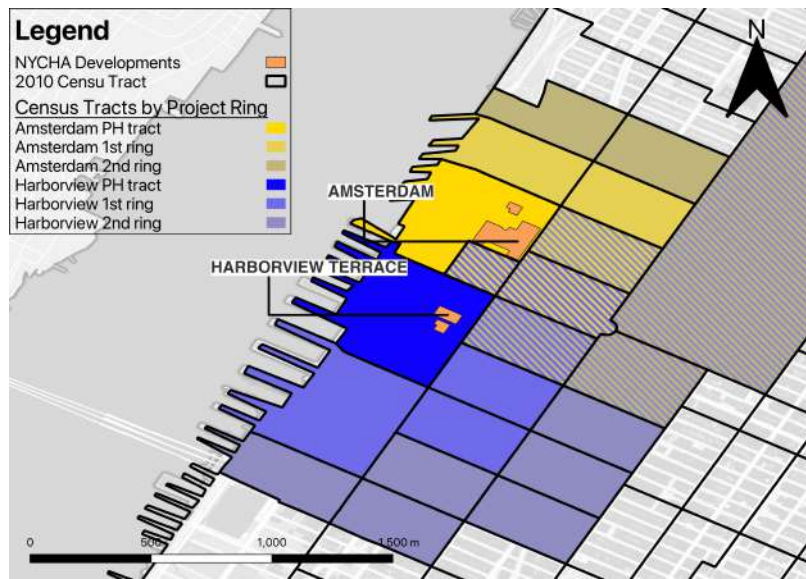 Legend
NYCHA Developments
2010 Censu Tract
Census Tracts by Project Ring
Amsterdam PH tract
Amsterdam 1st ring
Amsterdam 2nd ring
Harborview PH tract
Harborview 1st ring
Harborview 2nd ring
N
AMSTERDAM
HARBORVIEW TERRACE
0
500
1,000
1,500 m